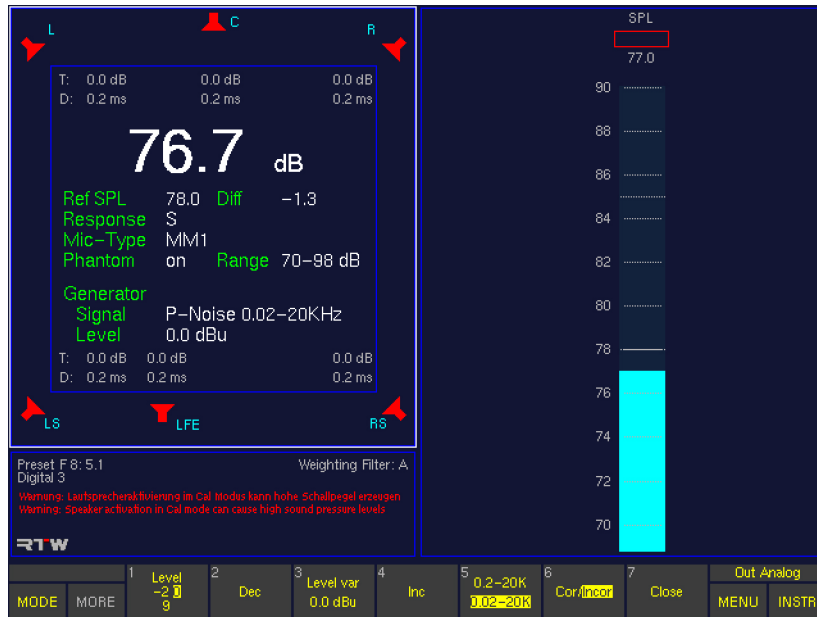 L C R
T: 0.0 dB 0.0 dB 0.0 dB
D: 0.2 ms 0.2 ms 0.2 ms
76.7 dB
Ref SPL 78.0 Diff −1.3
Response S
Mic−Type MM1
Phantom on Range 70−98 dB
Generator
Signal P−Noise 0.02−20KHz
Level 0.0 dBu
T: 0.0 dB 0.0 dB 0.0 dB
D: 0.2 ms 0.2 ms 0.2 ms
LS LFE RS
Preset F 8: 5.1 Weighting Filter: A
Digital 3
Warnung: Lautsprecheraktivierung im Cal Modus kann hohe Schallpegel erzeugen
Warning: Speaker activation in Cal mode can cause high sound pressure levels
RTW
SPL
77.0
90
88
86
84
82
80
78
76
74
72
70
MODE MORE
1 Level
−2 0
9
2 Dec
3 Level var
0.0 dBu
4 Inc
5 0.2−20K
0.02−20K
6 Cor/Incor
7 Close
Out Analog
MENU INSTR